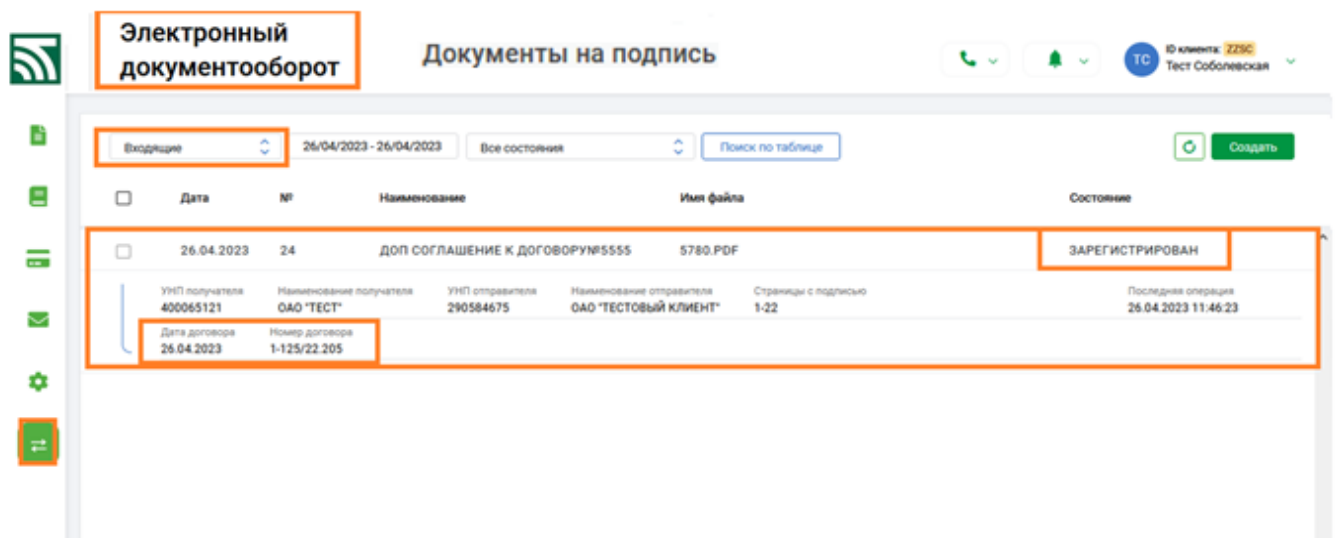 Электронный
документооборот
Документы на подпись
ТС
ID клиента: ZZSC
Тест Соболевская
Входящие
26/04/2023 - 26/04/2023
Все состояния
Поиск по таблице
Создать
Дата № Наименование Имя файла Состояние
26.04.2023 24 ДОП СОГЛАШЕНИЕ К ДОГОВОРУ№5555 5780.PDF ЗАРЕГИСТРИРОВАН
УНП получателя Наименование получателя УНП отправителя Наименование отправителя Страницы с подписью Последняя операция
400065121 ОАО "ТЕСТ" 290584675 ОАО "ТЕСТОВЫЙ КЛИЕНТ" 1-22 26.04.2023 11:46:23
Дата договора Номер договора
26.04.2023 1-125/22.205